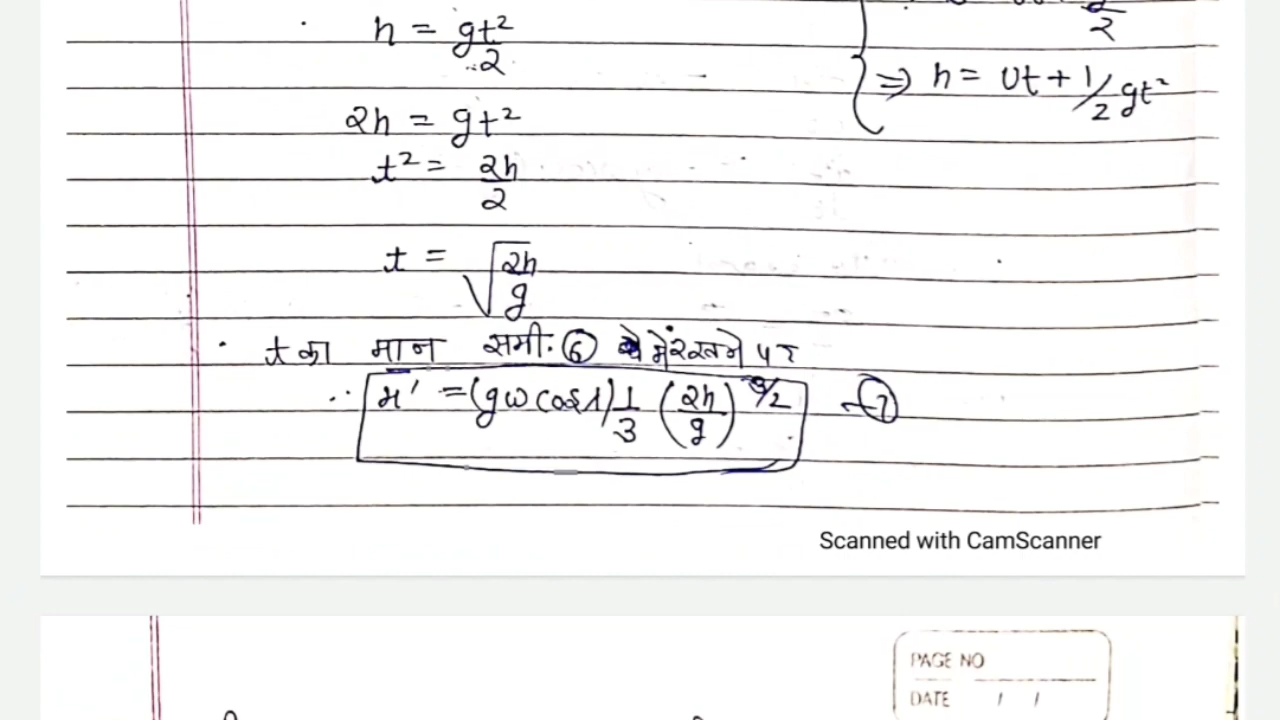 h = gt²/2
⇒ h = ut + 1/2 gt²
2h = gt²
t² = 2h/2
t = √2h/g
t का मान समी. ⑥ में रखने पर
∴ x' = (gω cosλ) 1/3 (2h/g)^3/2 —⑦
Scanned with CamScanner
PAGE NO
DATE / /